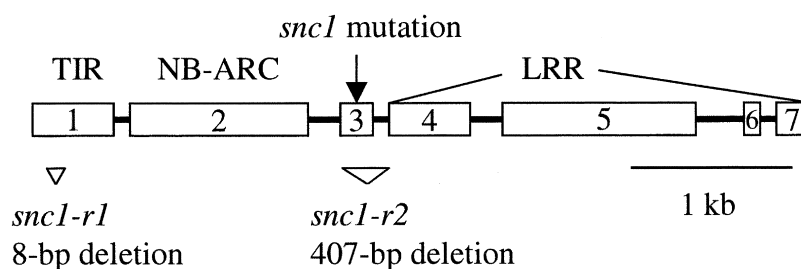 snc1 mutation
TIR NB-ARC LRR
1 2 3 4 5 6 7
snc1-r1 snc1-r2 1 kb
8-bp deletion 407-bp deletion